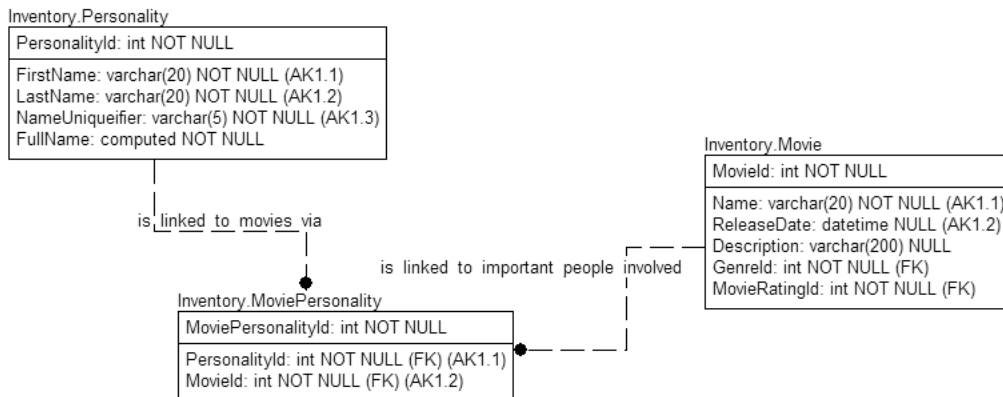 Inventory.Personality
PersonalityId: int NOT NULL
FirstName: varchar(20) NOT NULL (AK1.1)
LastName: varchar(20) NOT NULL (AK1.2)
NameUniqueifier: varchar(5) NOT NULL (AK1.3)
FullName: computed NOT NULL
Inventory.Movie
MovieId: int NOT NULL
Name: varchar(20) NOT NULL (AK1.1)
ReleaseDate: datetime NULL (AK1.2)
Description: varchar(200) NULL
GenreId: int NOT NULL (FK)
MovieRatingId: int NOT NULL (FK)
is linked to movies via
is linked to important people involved
Inventory.MoviePersonality
MoviePersonalityId: int NOT NULL
PersonalityId: int NOT NULL (FK) (AK1.1)
MovieId: int NOT NULL (FK) (AK1.2)